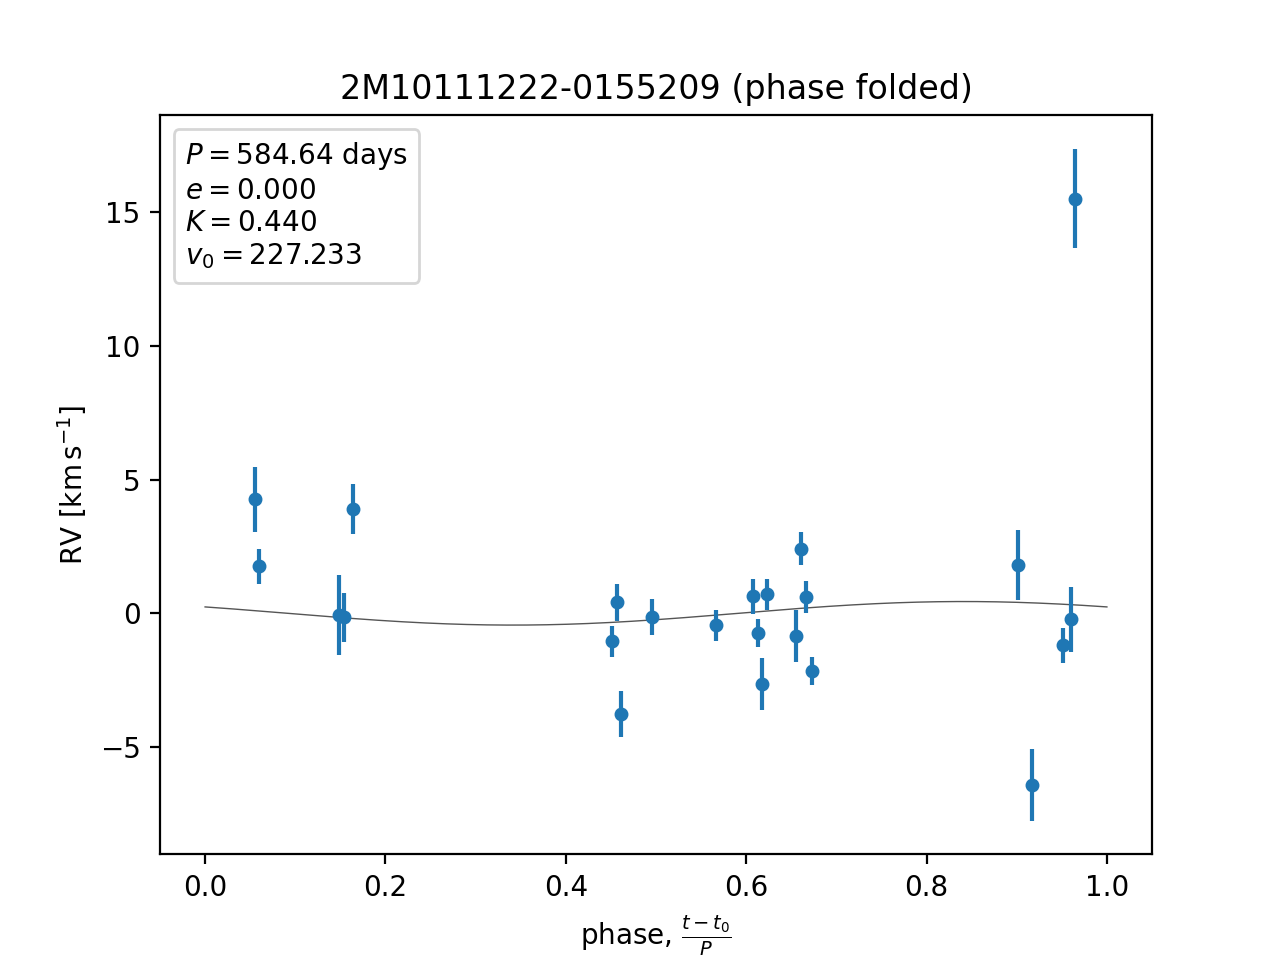 2M10111222-0155209 (phase folded)
P = 584.64 days
e = 0.000
K = 0.440
v₀ = 227.233
15
10
5
0
−5
RV [km s⁻¹]
0.0 0.2 0.4 0.6 0.8 1.0
phase, (t − t₀)/P